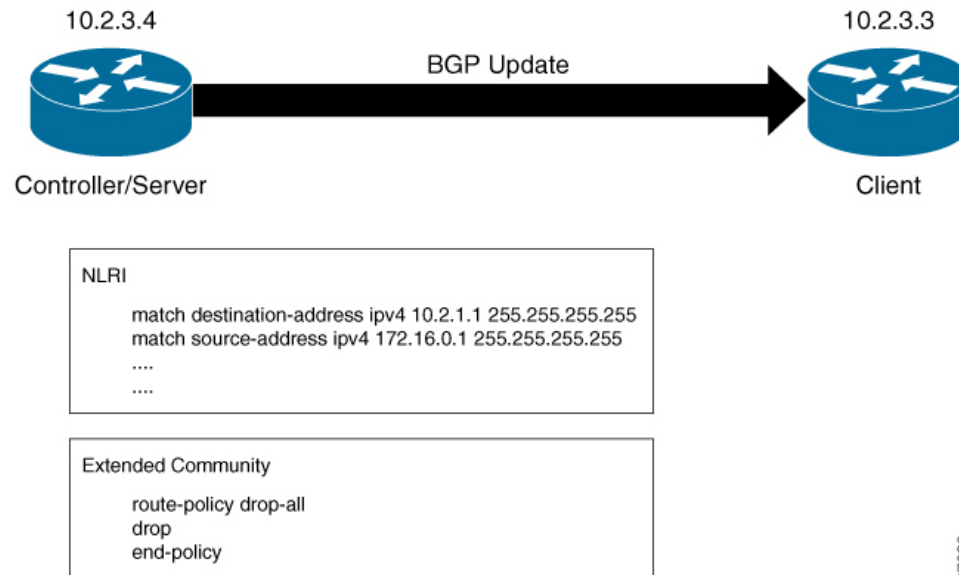 10.2.3.4
10.2.3.3
BGP Update
Controller/Server
Client
NLRI
match destination-address ipv4 10.2.1.1 255.255.255.255
match source-address ipv4 172.16.0.1 255.255.255.255
....
....
Extended Community
route-policy drop-all
drop
end-policy